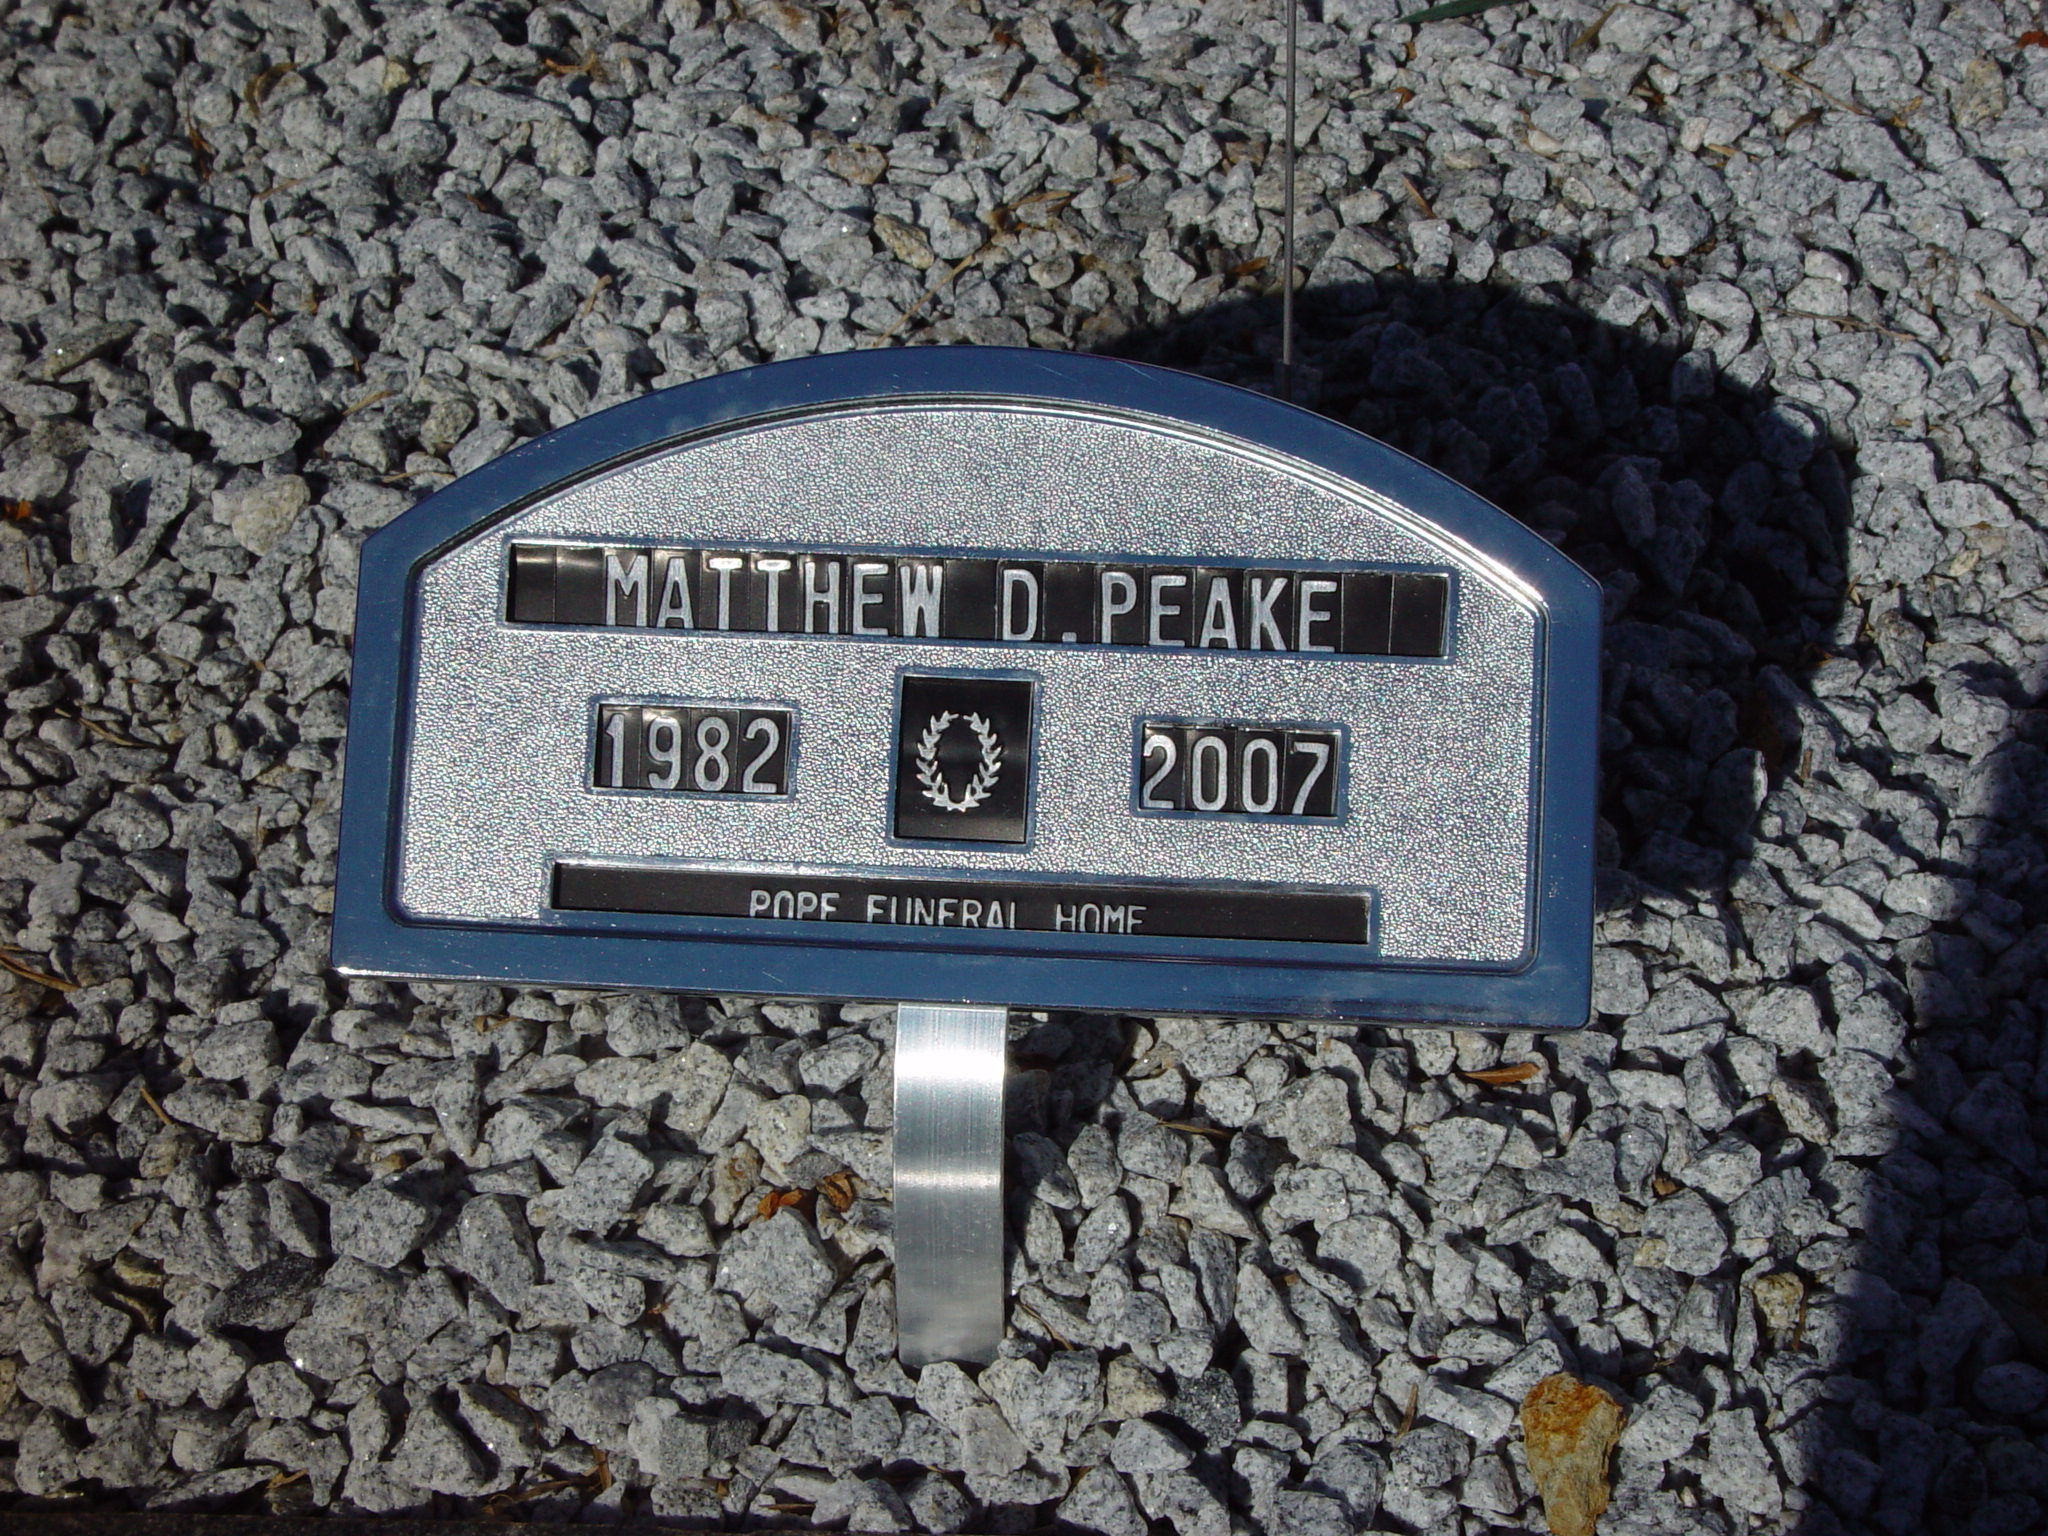 MATTHEW D. PEAKE
1982 2007
POPE FUNERAL HOME